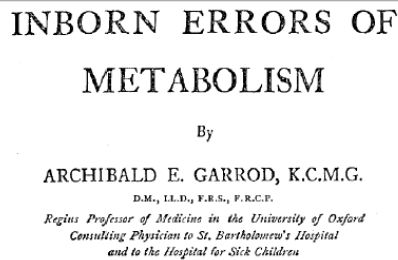 INBORN ERRORS OF
METABOLISM
By
ARCHIBALD E. GARROD, K.C.M.G.
D.M., LL.D., F.R.S., F.R.C.P.
Regius Professor of Medicine in the University of Oxford
Consulting Physician to St. Bartholomew's Hospital
and to the Hospital for Sick Children